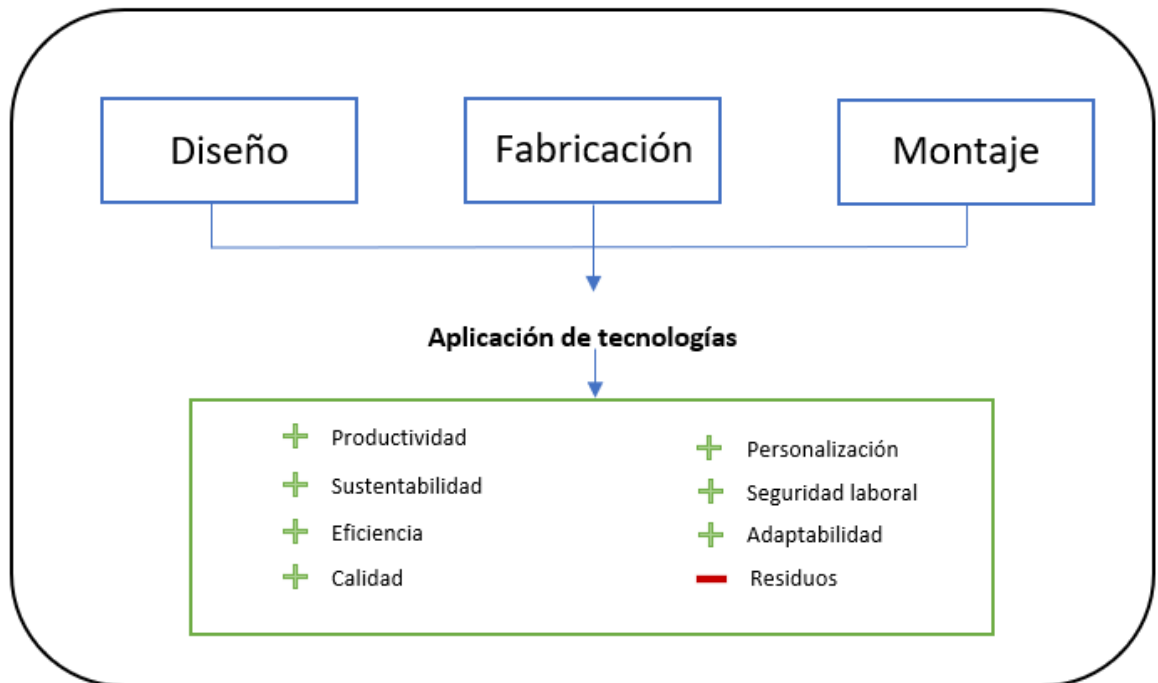 Diseño
Fabricación
Montaje
Aplicación de tecnologías
Productividad
Sustentabilidad
Eficiencia
Calidad
Personalización
Seguridad laboral
Adaptabilidad
Residuos